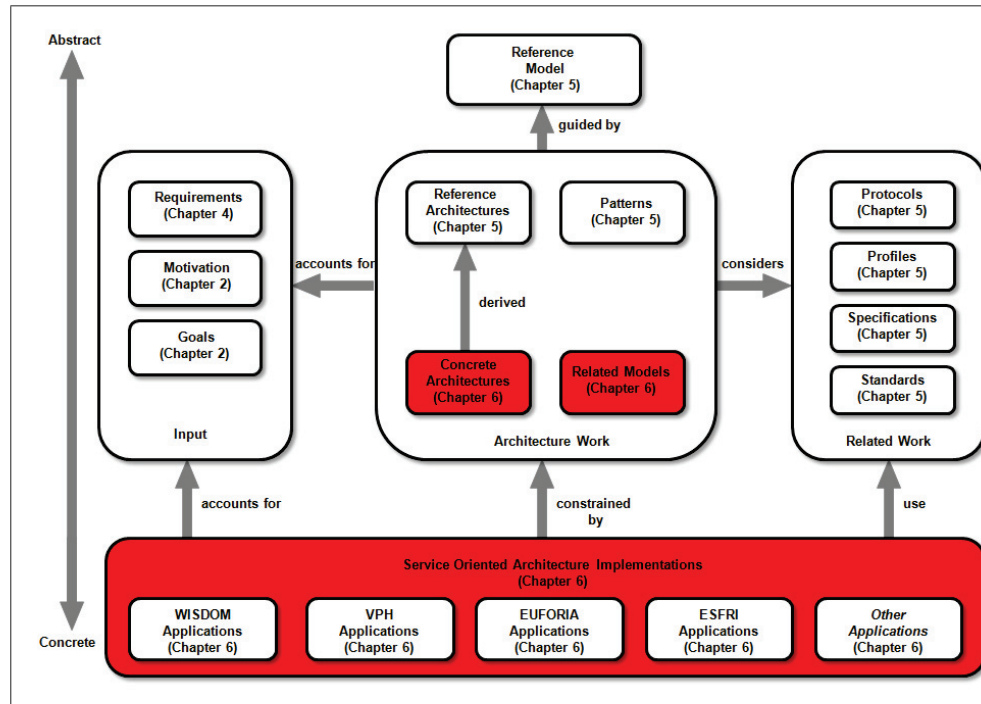 Abstract
Reference
Model
(Chapter 5)
guided by
Requirements
(Chapter 4)
Motivation
(Chapter 2)
Goals
(Chapter 2)
Input
accounts for
Reference
Architectures
(Chapter 5)
Patterns
(Chapter 5)
derived
Concrete
Architectures
(Chapter 6)
Related Models
(Chapter 6)
Architecture Work
considers
Protocols
(Chapter 5)
Profiles
(Chapter 5)
Specifications
(Chapter 5)
Standards
(Chapter 5)
Related Work
accounts for
constrained
by
use
Service Oriented Architecture Implementations
(Chapter 6)
WISDOM
Applications
(Chapter 6)
VPH
Applications
(Chapter 6)
EUFORIA
Applications
(Chapter 6)
ESFRI
Applications
(Chapter 6)
Other
Applications
(Chapter 6)
Concrete